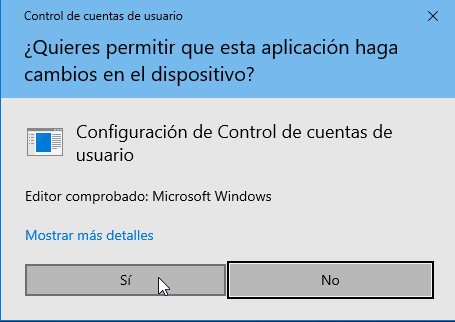 Control de cuentas de usuario
¿Quieres permitir que esta aplicación haga
cambios en el dispositivo?
Configuración de Control de cuentas de
usuario
Editor comprobado: Microsoft Windows
Mostrar más detalles
Sí
No